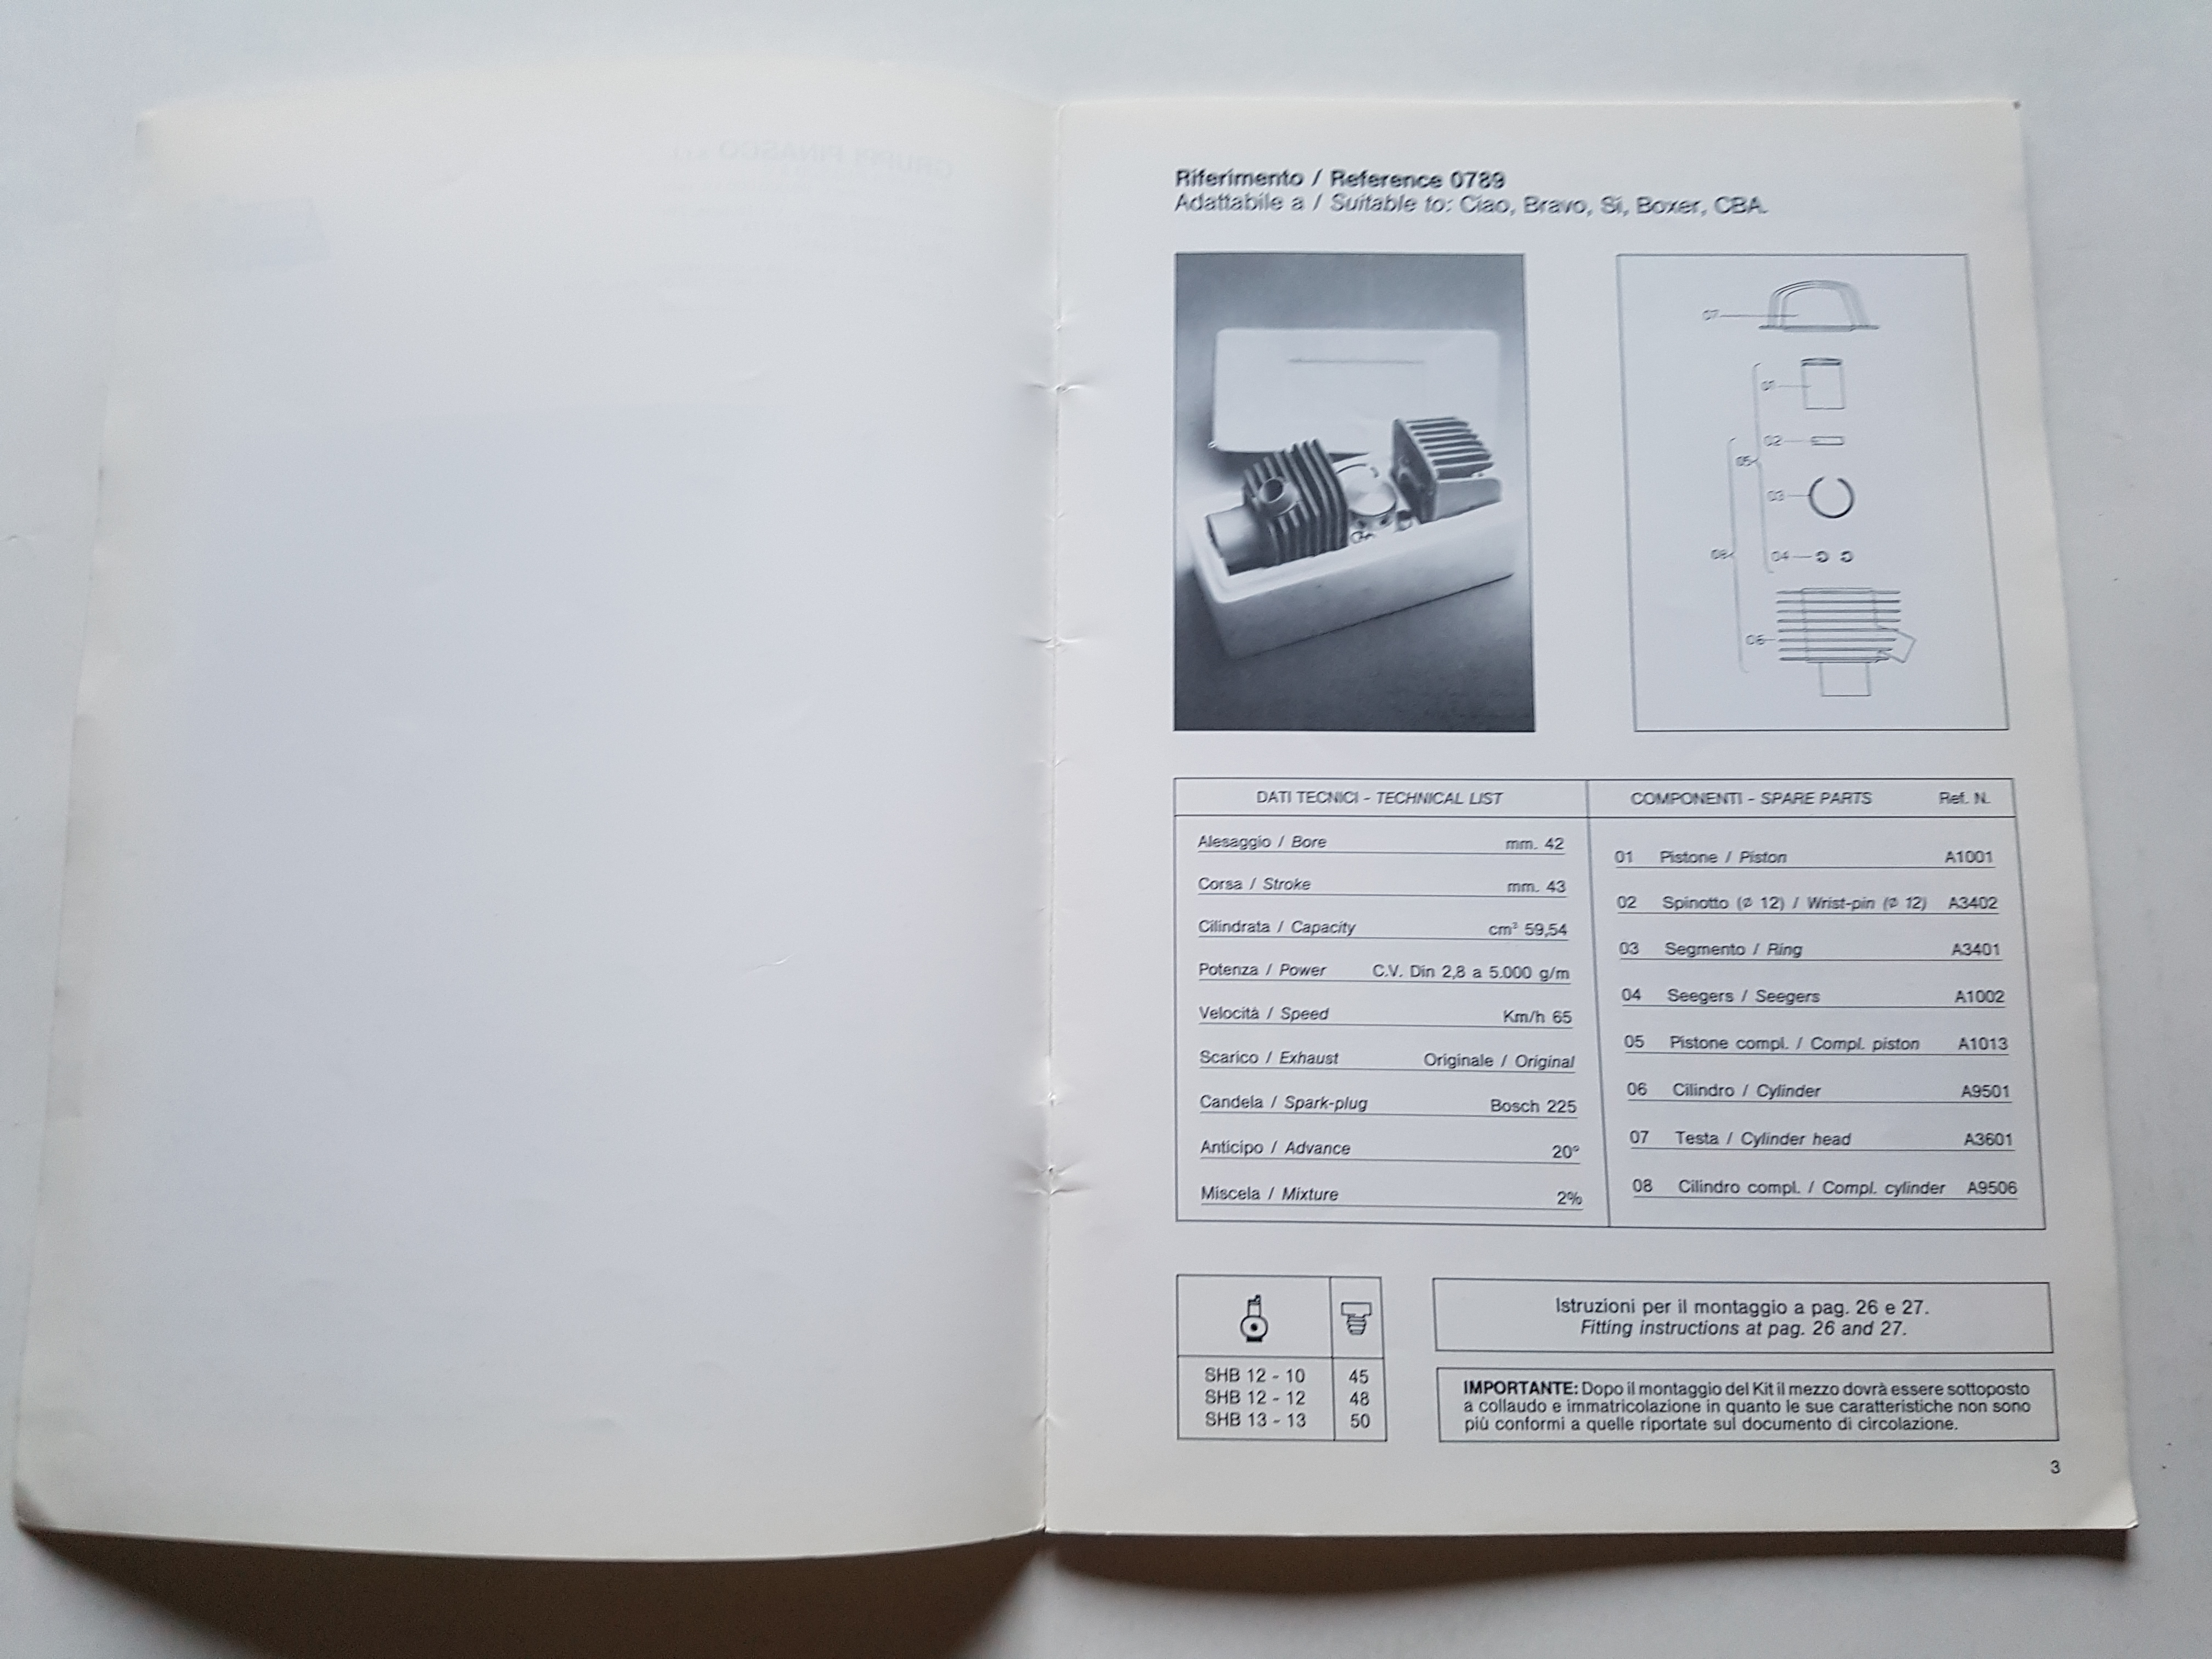 Riferimento / Reference 0789
Adattabile a / Suitable to: Ciao, Bravo, Si, Boxer, CBA.
07
01
02
05
03
08
04
06
DATI TECNICI - TECHNICAL LIST
Alesaggio / Bore mm. 42
Corsa / Stroke mm. 43
Cilindrata / Capacity cm³ 59,54
Potenza / Power C.V. Din 2,8 a 5.000 g/m
Velocità / Speed Km/h 65
Scarico / Exhaust Originale / Original
Candela / Spark-plug Bosch 225
Anticipo / Advance 20°
Miscela / Mixture 2%
COMPONENTI - SPARE PARTS Ref. N.
01 Pistone / Piston A1001
02 Spinotto (Ø 12) / Wrist-pin (Ø 12) A3402
03 Segmento / Ring A3401
04 Seegers / Seegers A1002
05 Pistone compl. / Compl. piston A1013
06 Cilindro / Cylinder A9501
07 Testa / Cylinder head A3601
08 Cilindro compl. / Compl. cylinder A9506
SHB 12 - 10 45
SHB 12 - 12 48
SHB 13 - 13 50
Istruzioni per il montaggio a pag. 26 e 27.
Fitting instructions at pag. 26 and 27.
IMPORTANTE: Dopo il montaggio del Kit il mezzo dovrà essere sottoposto
a collaudo e immatricolazione in quanto le sue caratteristiche non sono
più conformi a quelle riportate sul documento di circolazione.
3